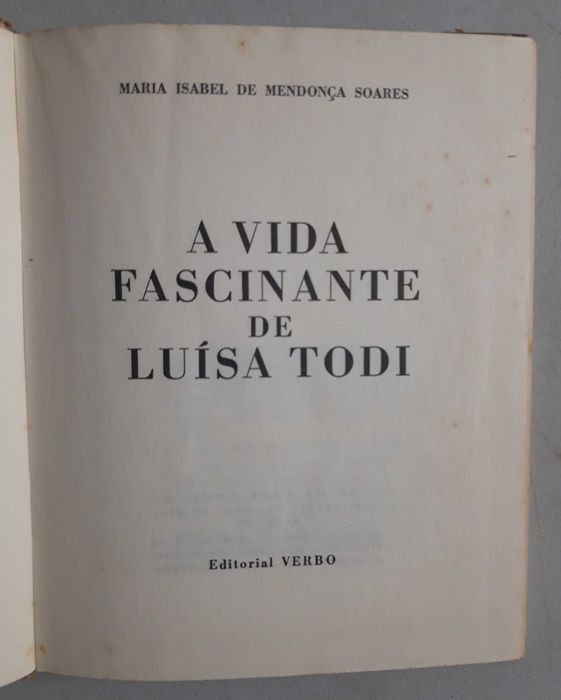 MARIA ISABEL DE MENDONÇA SOARES
A VIDA
FASCINANTE
DE
LUÍSA TODI
Editorial VERBO